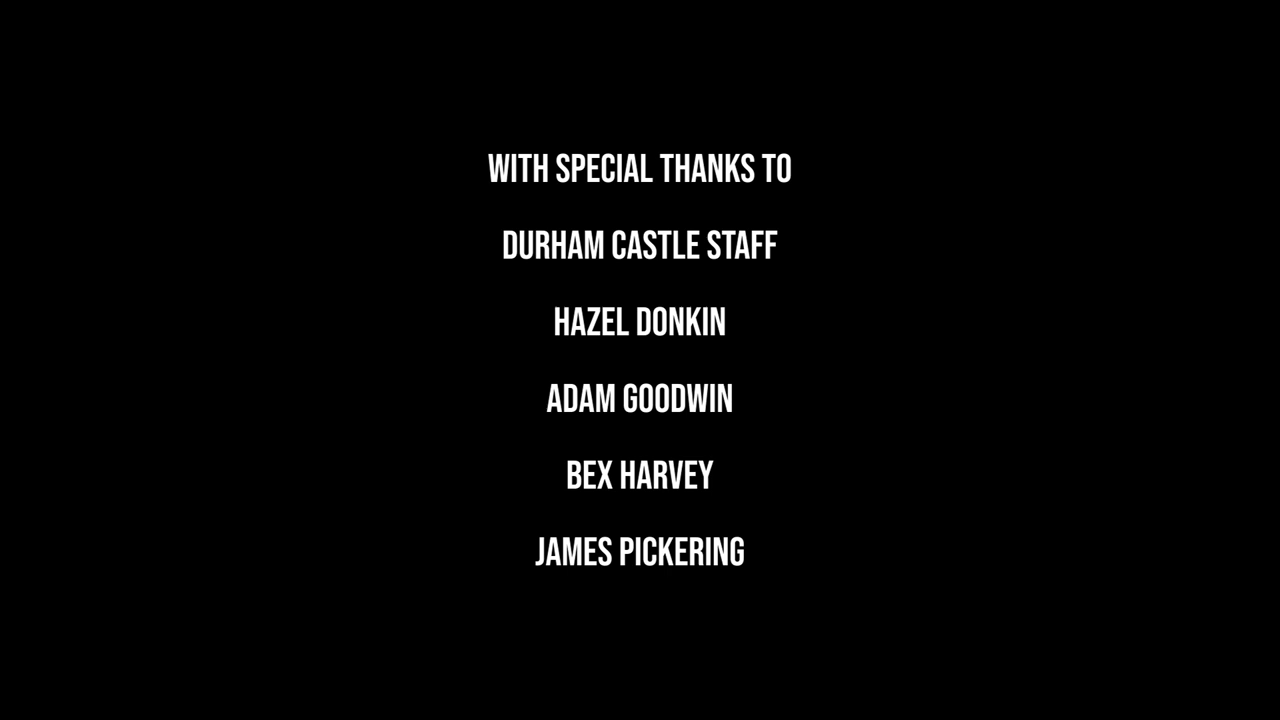 WITH SPECIAL THANKS TO
DURHAM CASTLE STAFF
HAZEL DONKIN
ADAM GOODWIN
BEX HARVEY
JAMES PICKERING